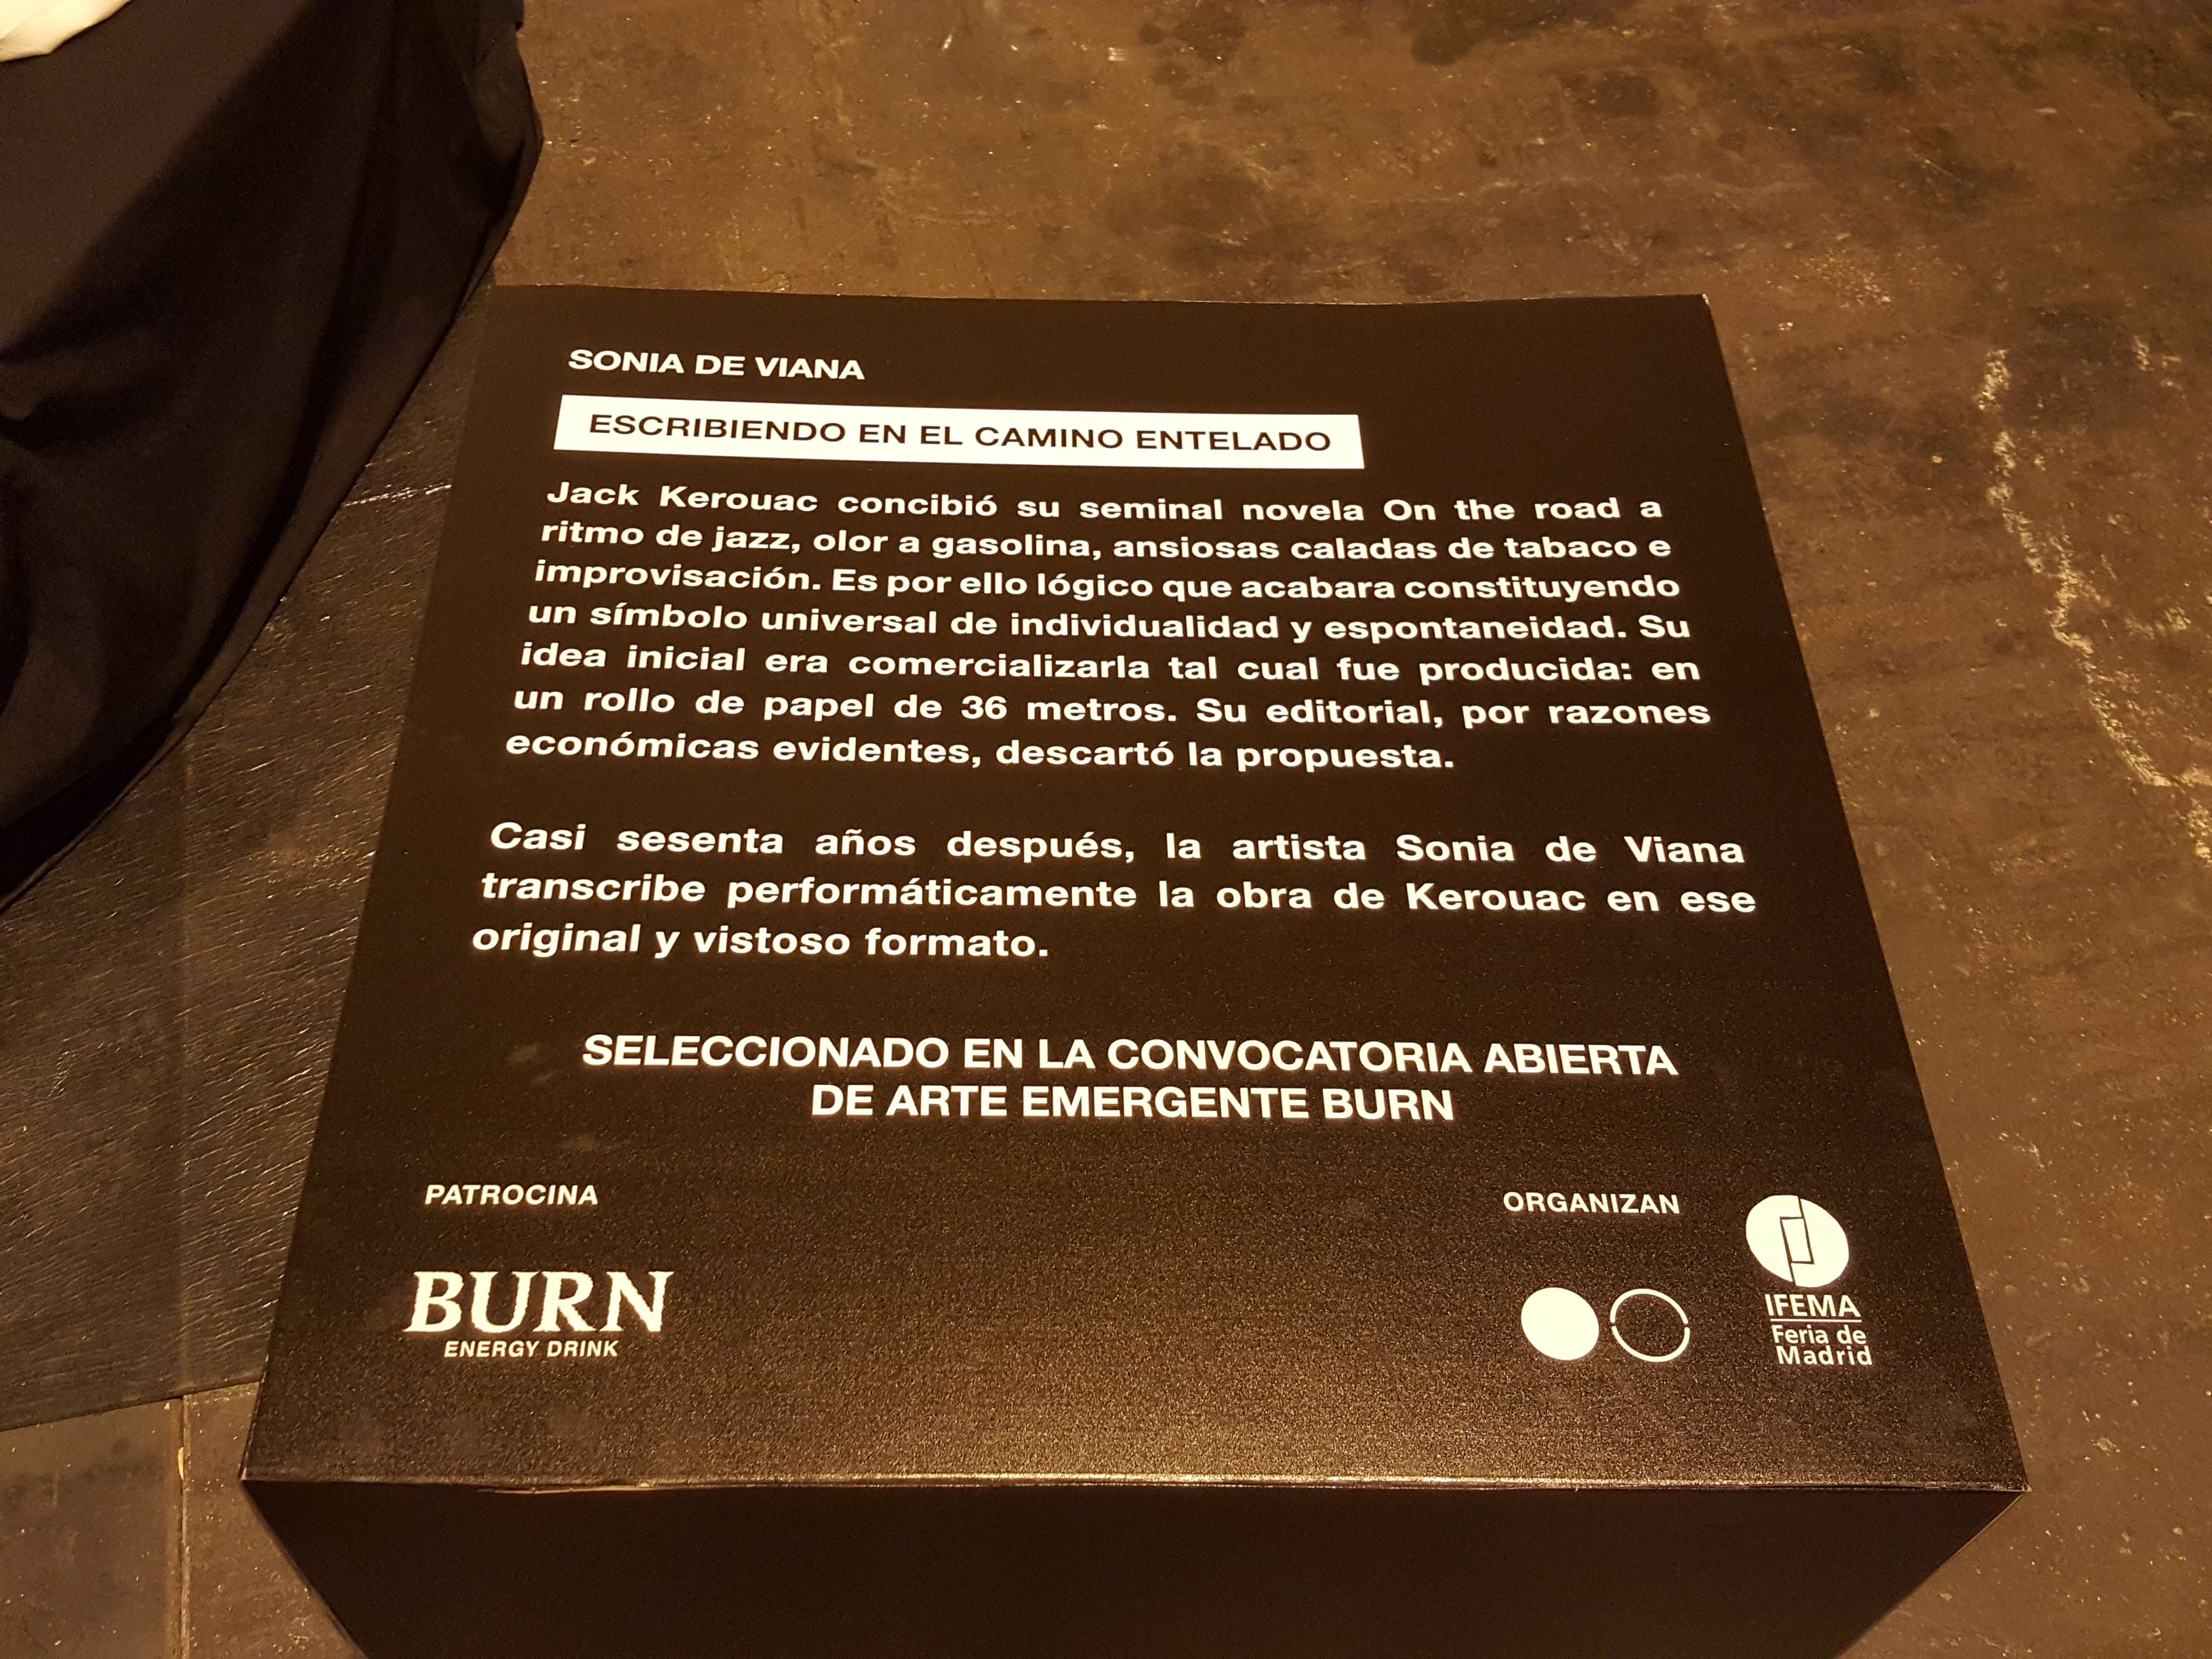 SONIA DE VIANA
ESCRIBIENDO EN EL CAMINO ENTELADO
Jack Kerouac concibió su seminal novela On the road a
ritmo de jazz, olor a gasolina, ansiosas caladas de tabaco e
improvisación. Es por ello lógico que acabara constituyendo
un símbolo universal de individualidad y espontaneidad. Su
idea inicial era comercializarla tal cual fue producida: en
un rollo de papel de 36 metros. Su editorial, por razones
económicas evidentes, descartó la propuesta.
Casi sesenta años después, la artista Sonia de Viana
transcribe performáticamente la obra de Kerouac en ese
original y vistoso formato.
SELECCIONADO EN LA CONVOCATORIA ABIERTA
DE ARTE EMERGENTE BURN
PATROCINA
BURN
ENERGY DRINK
ORGANIZAN
IFEMA
Feria de
Madrid